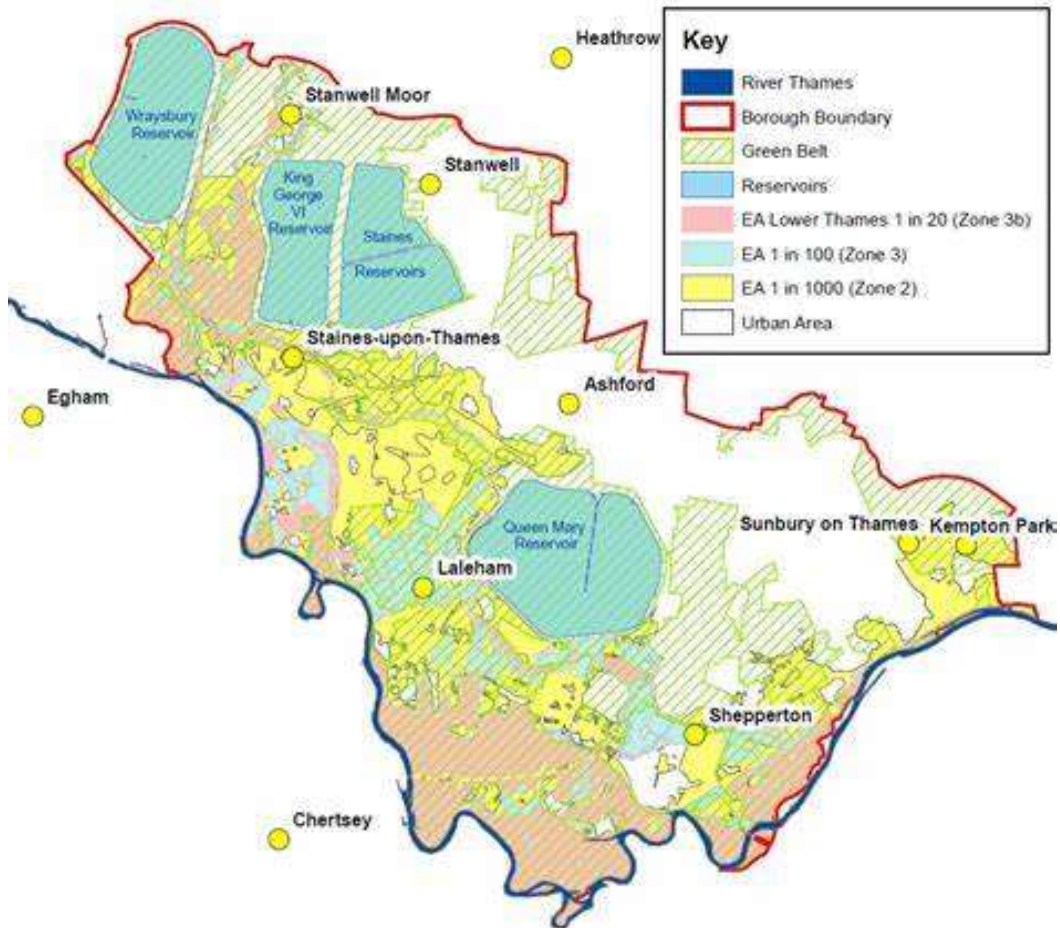 Heathrow
Key
River Thames
Borough Boundary
Green Belt
Reservoirs
EA Lower Thames 1 in 20 (Zone 3b)
EA 1 in 100 (Zone 3)
EA 1 in 1000 (Zone 2)
Urban Area
Stanwell Moor
Wraysbury
Reservoir
Stanwell
King
George
VI
Reservoir
Staines
Reservoirs
Staines-upon-Thames
Egham
Ashford
Queen Mary
Reservoir
Sunbury on Thames
Kempton Park
Laleham
Shepperton
Chertsey